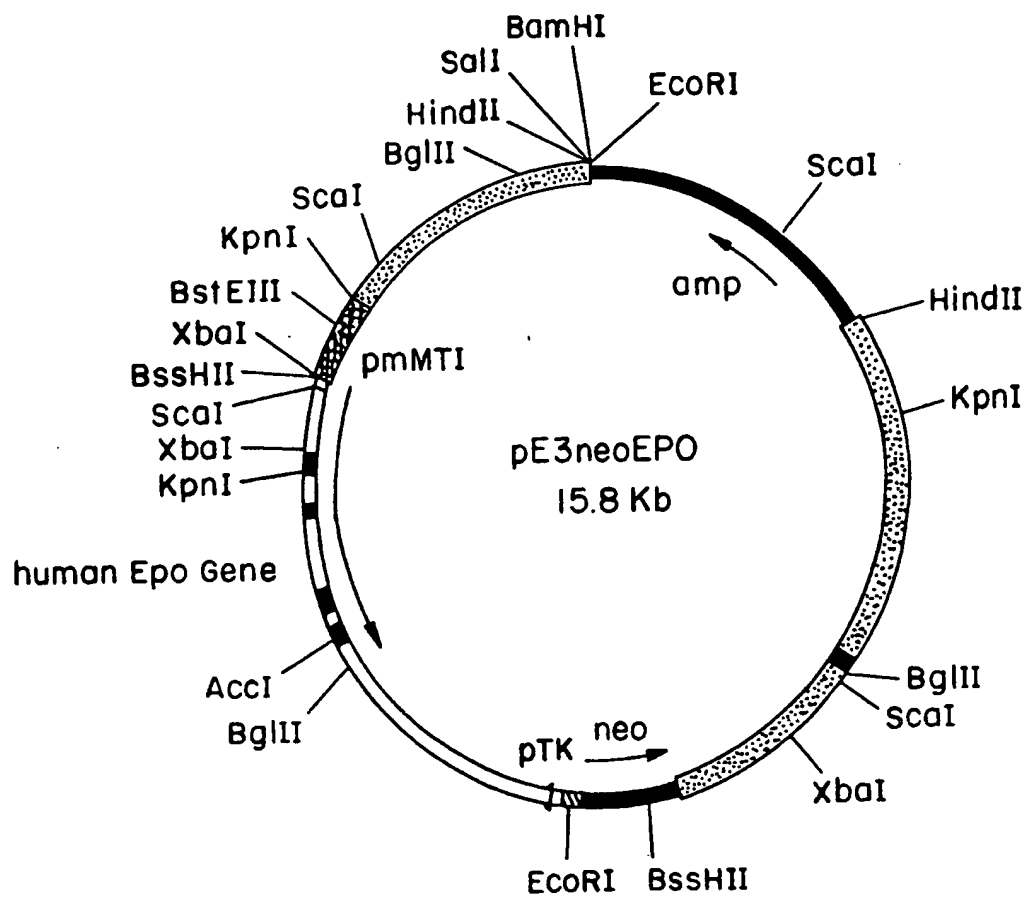 BamHI
SalI
EcoRI
HindII
BglII
ScaI
ScaI
KpnI
amp
BstEIII
HindII
XbaI
pmMTI
BssHII
KpnI
ScaI
XbaI
pE3neoEPO
KpnI
15.8 Kb
human Epo Gene
AccI
BglII
BglII
ScaI
neo
pTK
XbaI
EcoRI
BssHII